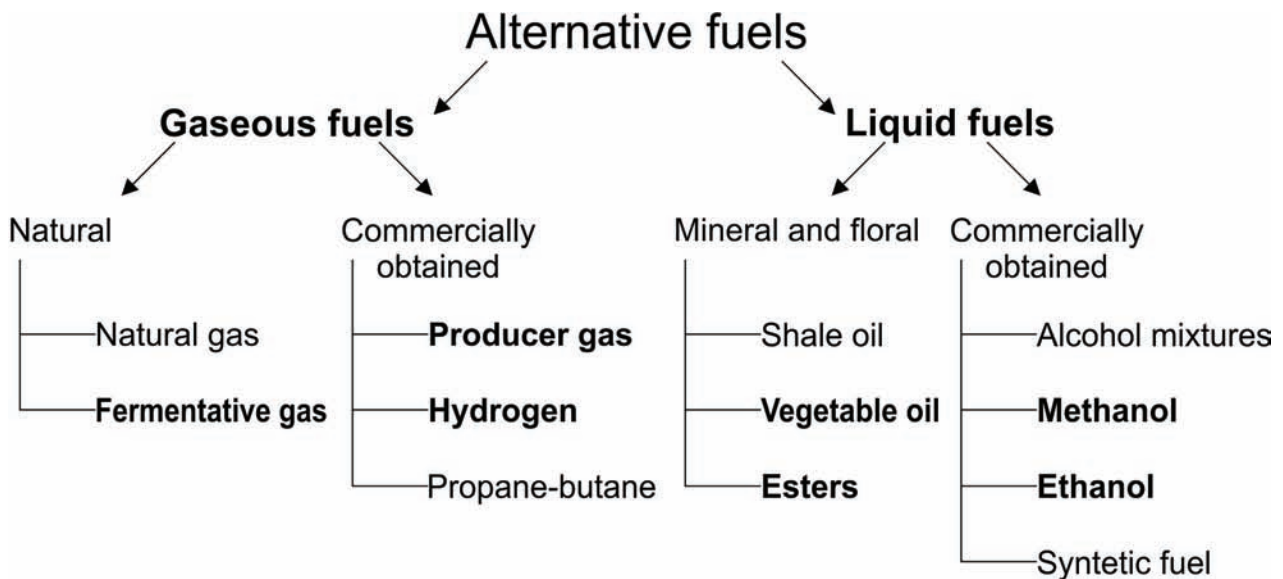 Alternative fuels
Gaseous fuels
Liquid fuels
Natural
Commercially
obtained
Mineral and floral
Commercially
obtained
Natural gas
Producer gas
Shale oil
Alcohol mixtures
Fermentative gas
Hydrogen
Vegetable oil
Methanol
Propane-butane
Esters
Ethanol
Syntetic fuel